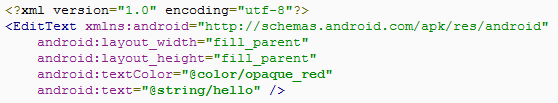 <?xml version="1.0" encoding="utf-8"?>
<EditText xmlns:android="http://schemas.android.com/apk/res/android"
    android:layout_width="fill_parent"
    android:layout_height="fill_parent"
    android:textColor="@color/opaque_red"
    android:text="@string/hello" />